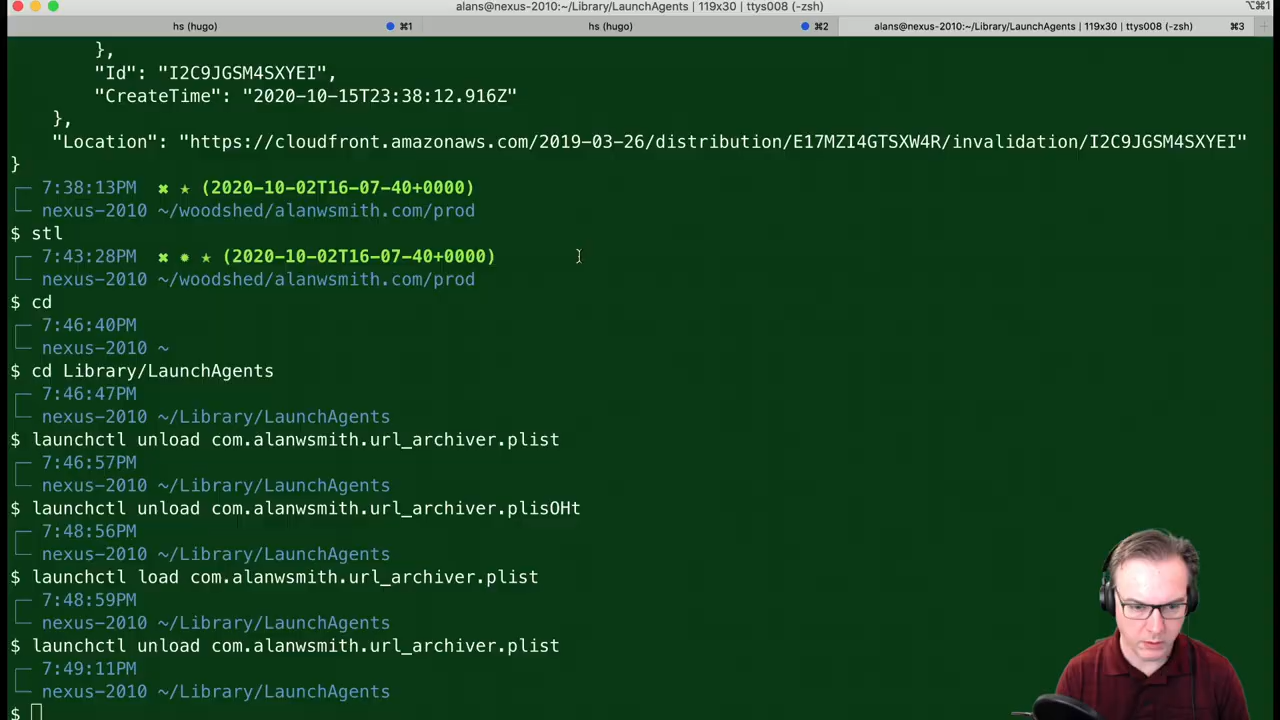 alans@nexus-2010:~/Library/LaunchAgents | 119x30 | ttys008 (-zsh)
⌥⌘1
hs (hugo)
⌘1
hs (hugo)
⌘2
alans@nexus-2010:~/Library/LaunchAgents | 119x30 | ttys008 (-zsh)
⌘3
},
"Id": "I2C9JGSM4SXYEI",
"CreateTime": "2020-10-15T23:38:12.916Z"
},
"Location": "https://cloudfront.amazonaws.com/2019-03-26/distribution/E17MZI4GTSXW4R/invalidation/I2C9JGSM4SXYEI"
}
7:38:13PM ✖ ★ (2020-10-02T16-07-40+0000)
nexus-2010 ~/woodshed/alanwsmith.com/prod
$ stl
7:43:28PM ✖ ✹ ★ (2020-10-02T16-07-40+0000)
nexus-2010 ~/woodshed/alanwsmith.com/prod
$ cd
7:46:40PM
nexus-2010 ~
$ cd Library/LaunchAgents
7:46:47PM
nexus-2010 ~/Library/LaunchAgents
$ launchctl unload com.alanwsmith.url_archiver.plist
7:46:57PM
nexus-2010 ~/Library/LaunchAgents
$ launchctl unload com.alanwsmith.url_archiver.plisOHt
7:48:56PM
nexus-2010 ~/Library/LaunchAgents
$ launchctl load com.alanwsmith.url_archiver.plist
7:48:59PM
nexus-2010 ~/Library/LaunchAgents
$ launchctl unload com.alanwsmith.url_archiver.plist
7:49:11PM
nexus-2010 ~/Library/LaunchAgents
$